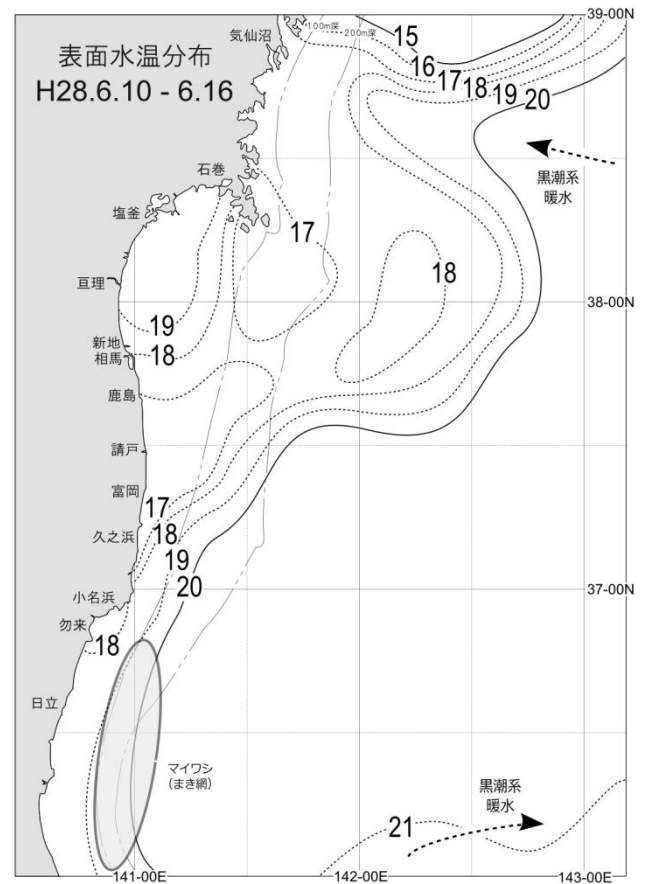 39-00N
気仙沼
100m深
200m深
15
表面水温分布
H28.6.10 - 6.16
16
17
18
19
20
黒潮系
暖水
石巻
塩釜
17
18
亘理
38-00N
19
新地
18
相馬
鹿島
請戸
富岡
17
久之浜
18
19
20
37-00N
小名浜
勿来
18
日立
マイワシ
(まき網)
黒潮系
暖水
21
141-00E
142-00E
143-00E